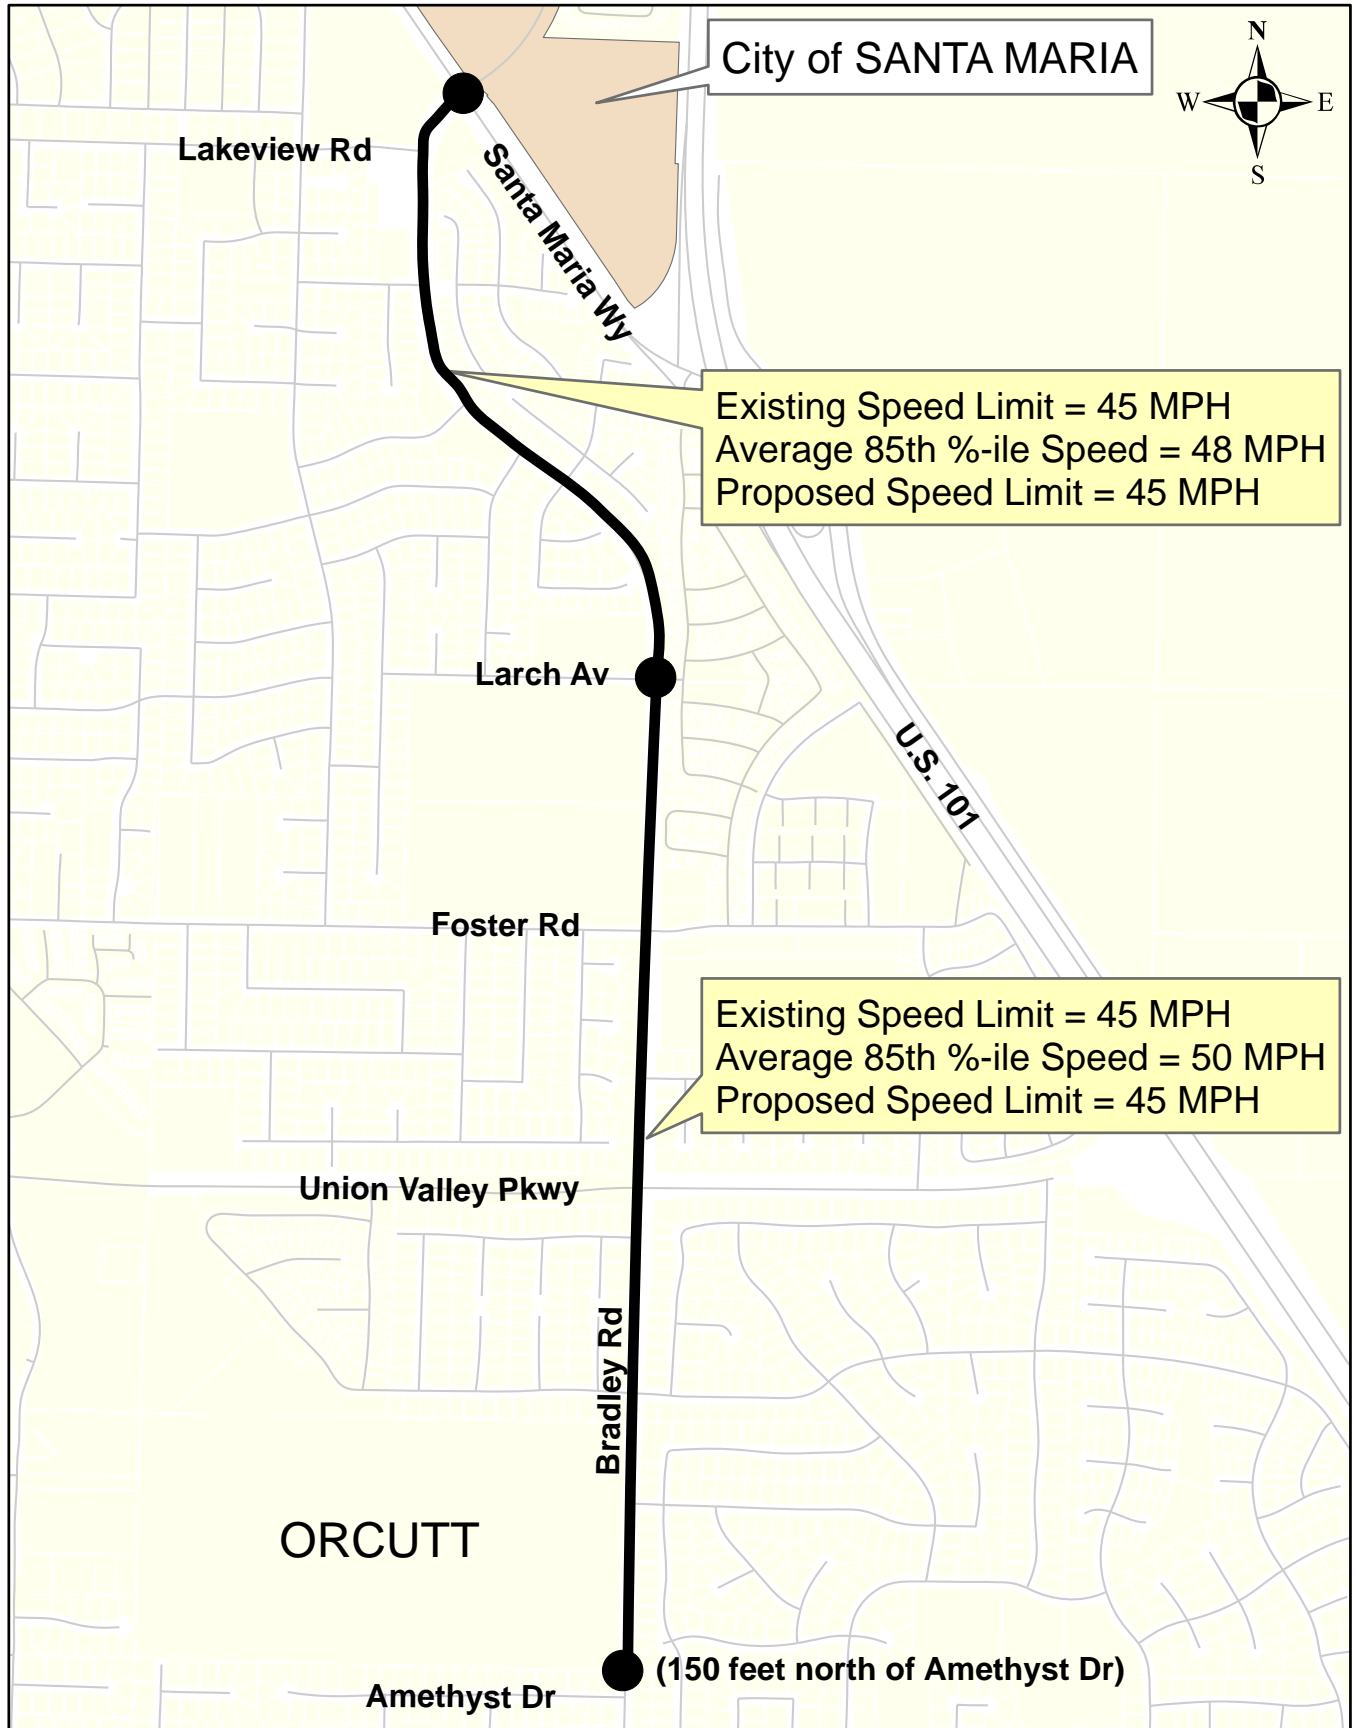 City of SANTA MARIA
N
W
E
S
Lakeview Rd
Santa Maria Wy
Existing Speed Limit = 45 MPH
Average 85th %-ile Speed = 48 MPH
Proposed Speed Limit = 45 MPH
Larch Av
U.S. 101
Foster Rd
Existing Speed Limit = 45 MPH
Average 85th %-ile Speed = 50 MPH
Proposed Speed Limit = 45 MPH
Union Valley Pkwy
Bradley Rd
ORCUTT
(150 feet north of Amethyst Dr)
Amethyst Dr